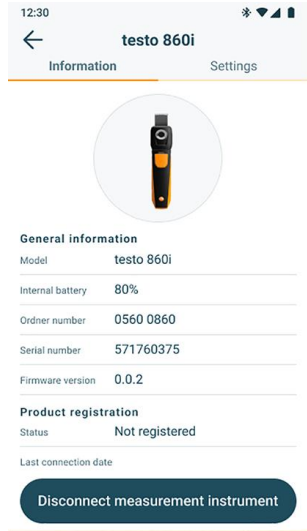 12:30
testo 860i
Information Settings
General information
Model testo 860i
Internal battery 80%
Ordner number 0560 0860
Serial number 571760375
Firmware version 0.0.2
Product registration
Status Not registered
Last connection date
Disconnect measurement instrument